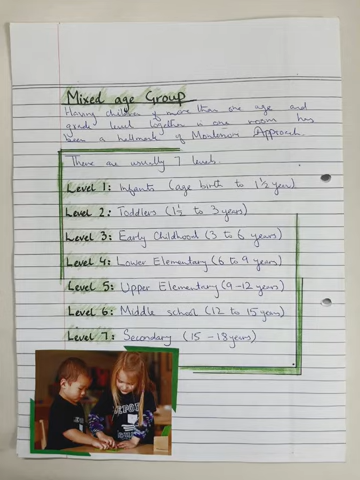 Mixed age Group
Having children of more than one age and
grade level together in one room has
been a hallmark of Montessori Approach.
There are usually 7 levels.
Level 1: Infants (age birth to 1½ year)
Level 2: Toddlers (1½ to 3 years)
Level 3: Early Childhood (3 to 6 years)
Level 4: Lower Elementary (6 to 9 years)
Level 5: Upper Elementary (9-12 years)
Level 6: Middle school (12 to 15 years)
Level 7: Secondary (15 - 18 years)